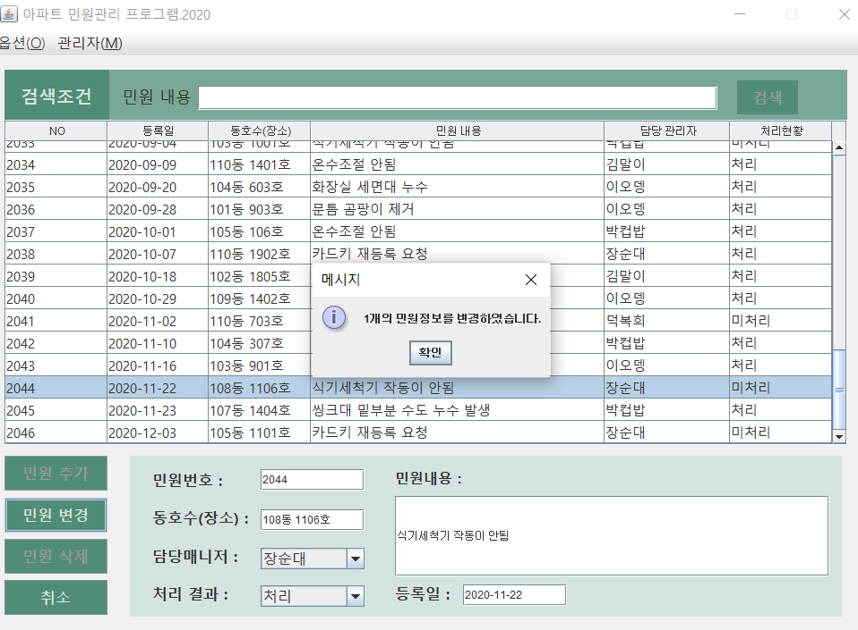 아파트 민원관리 프로그램.2020
옵션(O) 관리자(M)
검색조건 민원 내용 검색
NO 등록일 동호수(장소) 민원 내용 담당 관리자 처리현황
2033 2020-09-04 103동 1001호 식기세척기 작동이 안됨 박컵밥 미처리
2034 2020-09-09 110동 1401호 온수조절 안됨 김말이 처리
2035 2020-09-20 104동 603호 화장실 세면대 누수 이오뎅 처리
2036 2020-09-28 101동 903호 문틈 곰팡이 제거 이오뎅 처리
2037 2020-10-01 105동 106호 온수조절 안됨 박컵밥 처리
2038 2020-10-07 110동 1902호 카드키 재등록 요청 장순대 처리
2039 2020-10-18 102동 1805호 김말이 처리
2040 2020-10-29 109동 1402호 이오뎅 처리
2041 2020-11-02 110동 703호 덕복희 미처리
2042 2020-11-10 104동 307호 박컵밥 처리
2043 2020-11-16 103동 901호 이오뎅 처리
2044 2020-11-22 108동 1106호 식기세척기 작동이 안됨 장순대 미처리
2045 2020-11-23 107동 1404호 씽크대 밑부분 수도 누수 발생 박컵밥 처리
2046 2020-12-03 105동 1101호 카드키 재등록 요청 장순대 미처리
메시지
1개의 민원정보를 변경하였습니다.
확인
민원 추가
민원 변경
민원 삭제
취소
민원번호 : 2044
동호수(장소) : 108동 1106호
담당매니저 : 장순대
처리 결과 : 처리
민원내용 :
식기세척기 작동이 안됨
등록일 : 2020-11-22